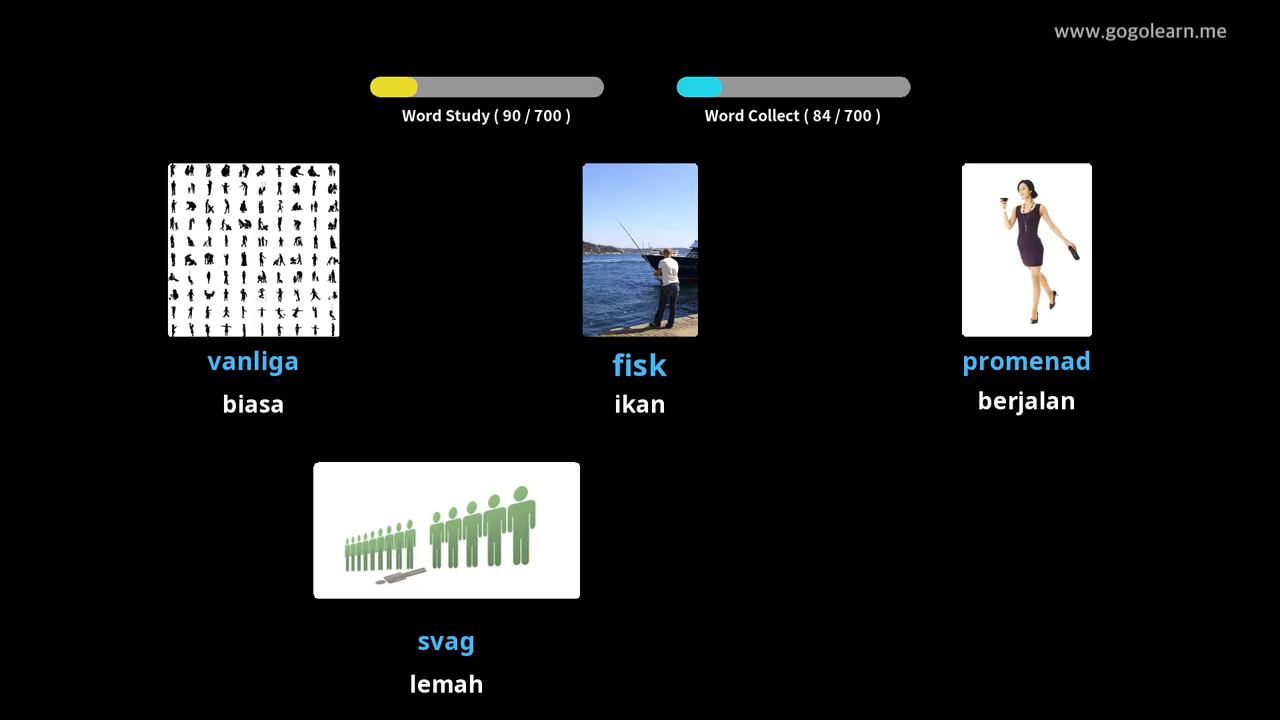 www.gogolearn.me
Word Study ( 90 / 700 )
Word Collect ( 84 / 700 )
vanliga
biasa
fisk
ikan
promenad
berjalan
svag
lemah